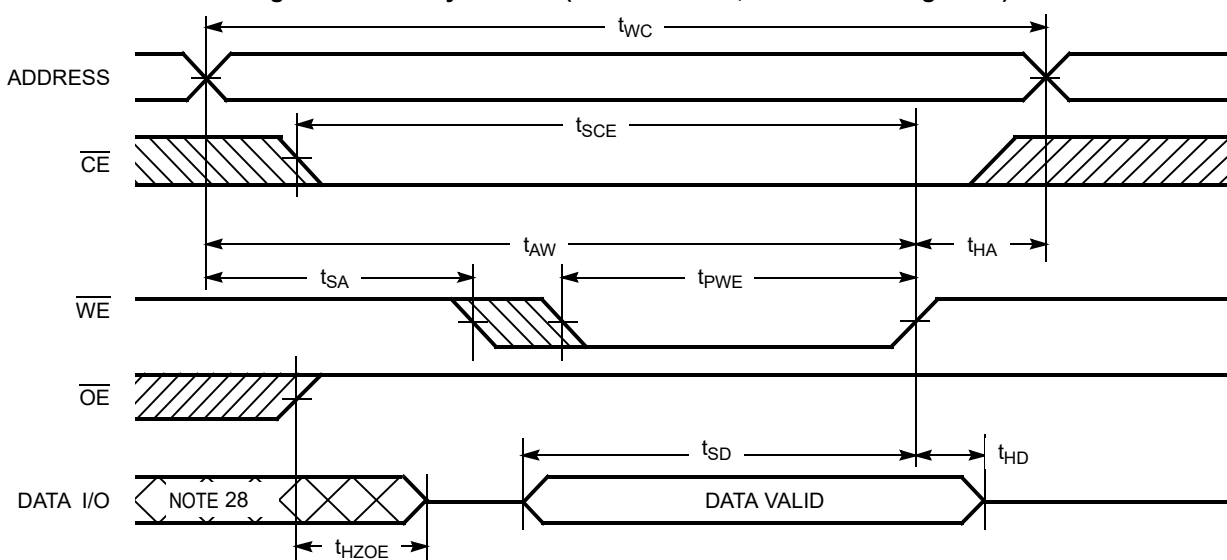 tWC
ADDRESS
tSCE
CE
tAW
tHA
tSA
tPWE
WE
OE
tSD
tHD
DATA I/O
NOTE 28
DATA VALID
tHZOE